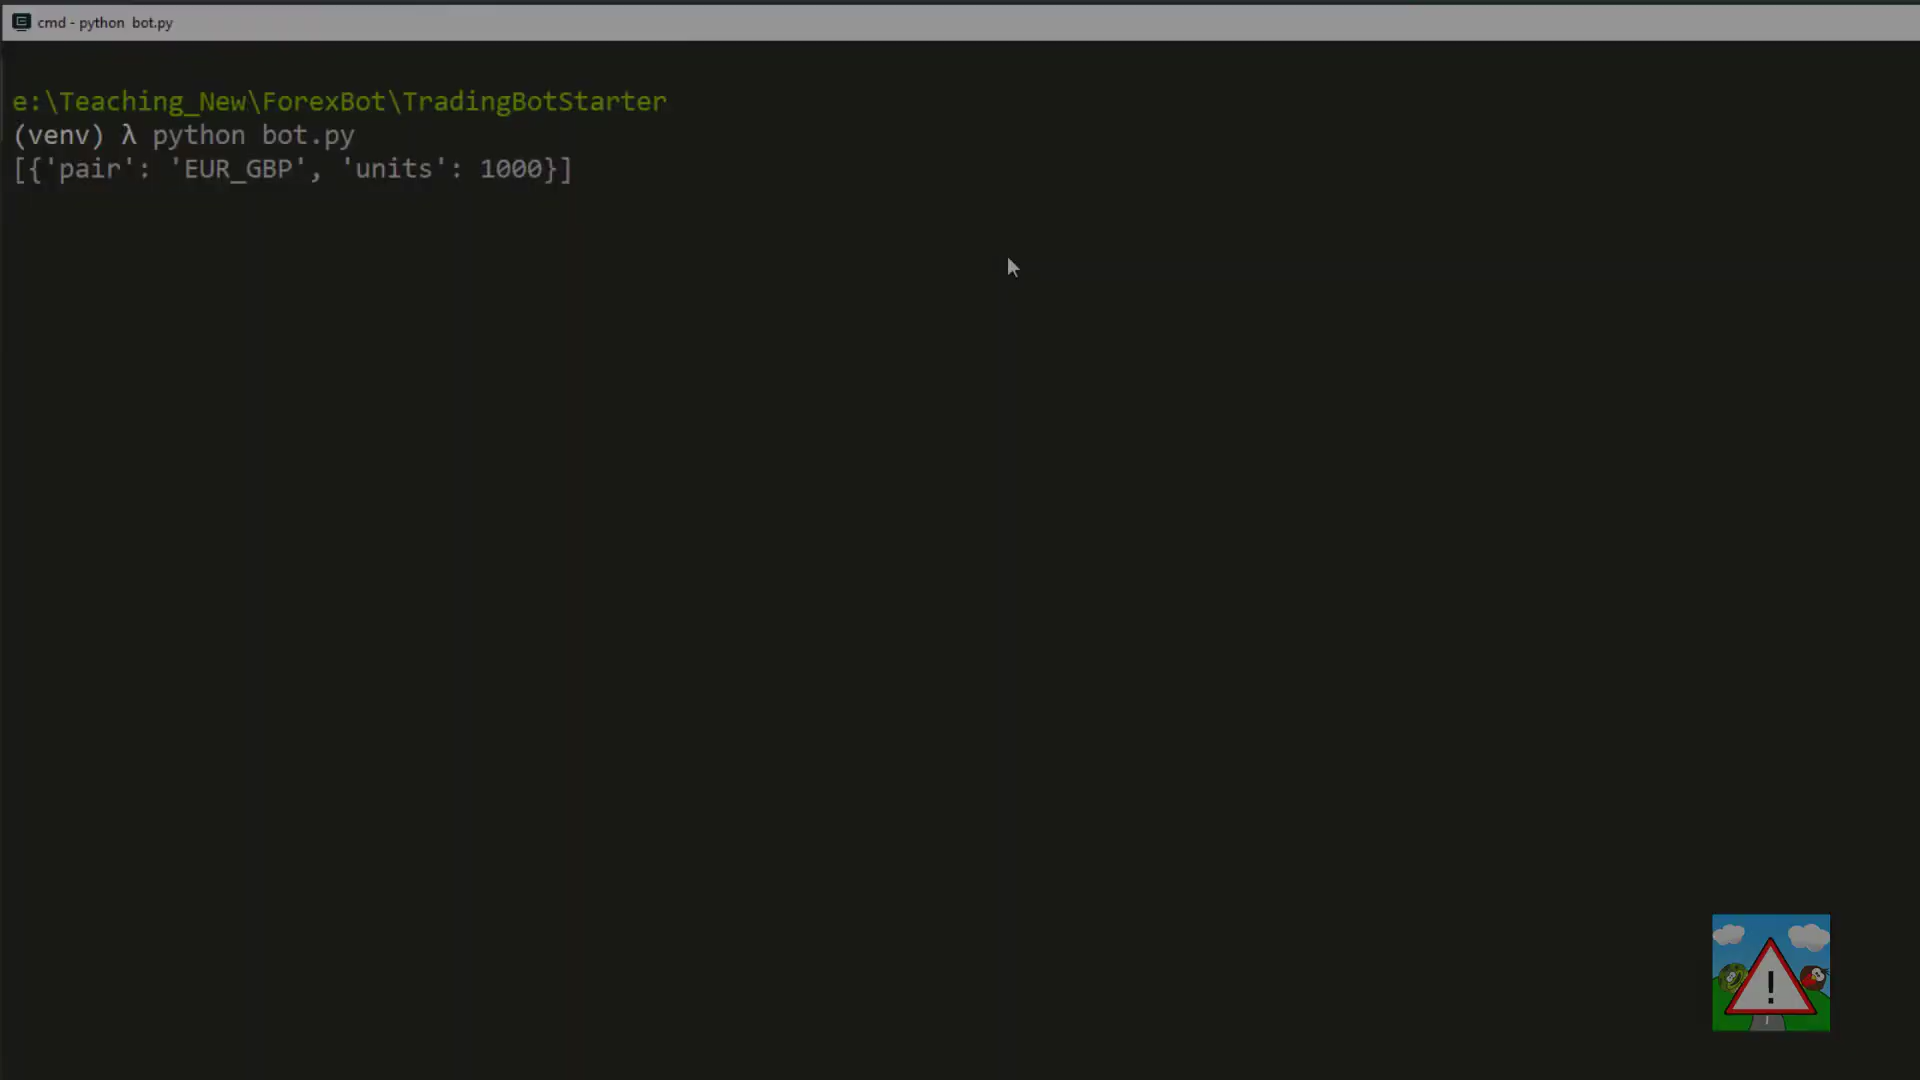 cmd - python  bot.py
e:\Teaching_New\ForexBot\TradingBotStarter
(venv) λ python bot.py
[{'pair': 'EUR_GBP', 'units': 1000}]
!